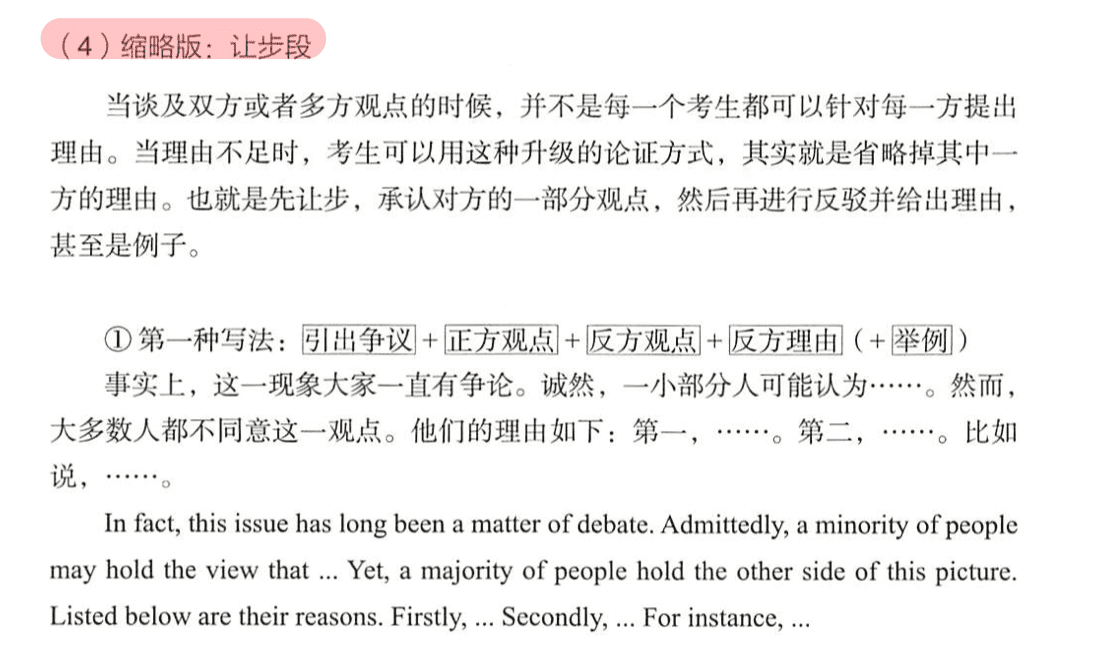 （4）缩略版：让步段
当谈及双方或者多方观点的时候，并不是每一个考生都可以针对每一方提出
理由。当理由不足时，考生可以用这种升级的论证方式，其实就是省略掉其中一
方的理由。也就是先让步，承认对方的一部分观点，然后再进行反驳并给出理由，
甚至是例子。
① 第一种写法：引出争议＋正方观点＋反方观点＋反方理由（＋举例）
事实上，这一现象大家一直有争论。诚然，一小部分人可能认为……。然而，
大多数人都不同意这一观点。他们的理由如下：第一，……。第二，……。比如
说，……。
In fact, this issue has long been a matter of debate. Admittedly, a minority of people
may hold the view that ... Yet, a majority of people hold the other side of this picture.
Listed below are their reasons. Firstly, ... Secondly, ... For instance, ...